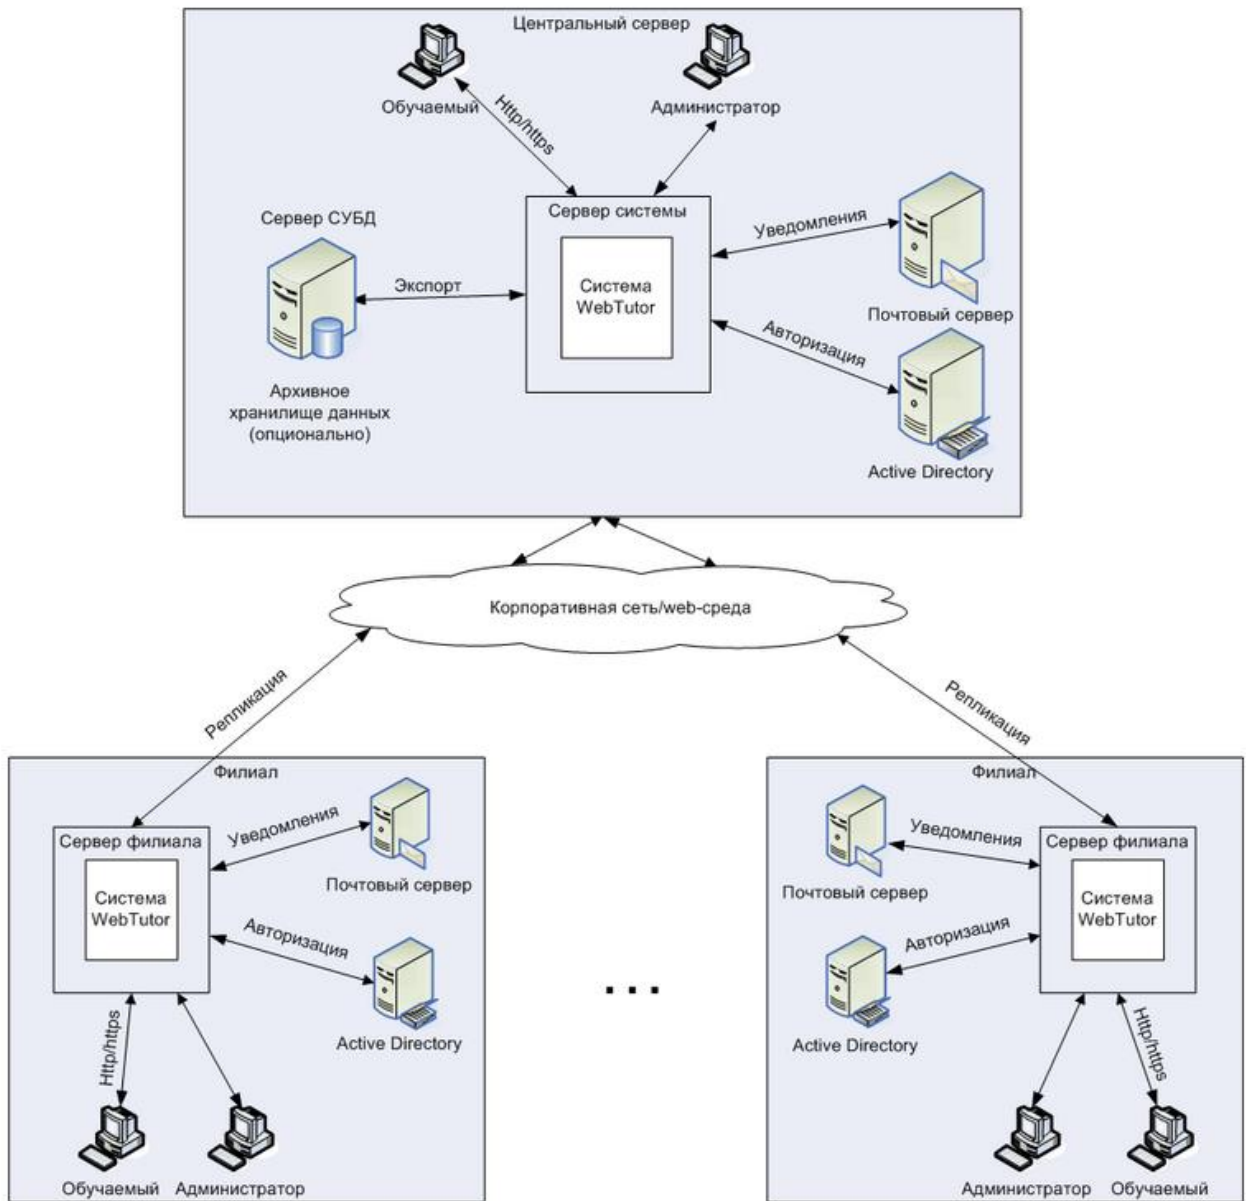 Центральный сервер
Обучаемый
Http/https
Администратор
Сервер СУБД
Экспорт
Архивное
хранилище данных
(опционально)
Сервер системы
Система
WebTutor
Уведомления
Почтовый сервер
Авторизация
Active Directory
Корпоративная сеть/web-среда
Репликация
Репликация
Филиал
Сервер филиала
Система
WebTutor
Уведомления
Почтовый сервер
Авторизация
Active Directory
Http/https
Обучаемый
Администратор
...
Филиал
Почтовый сервер
Уведомления
Сервер филиала
Система
WebTutor
Авторизация
Active Directory
Http/https
Администратор
Обучаемый